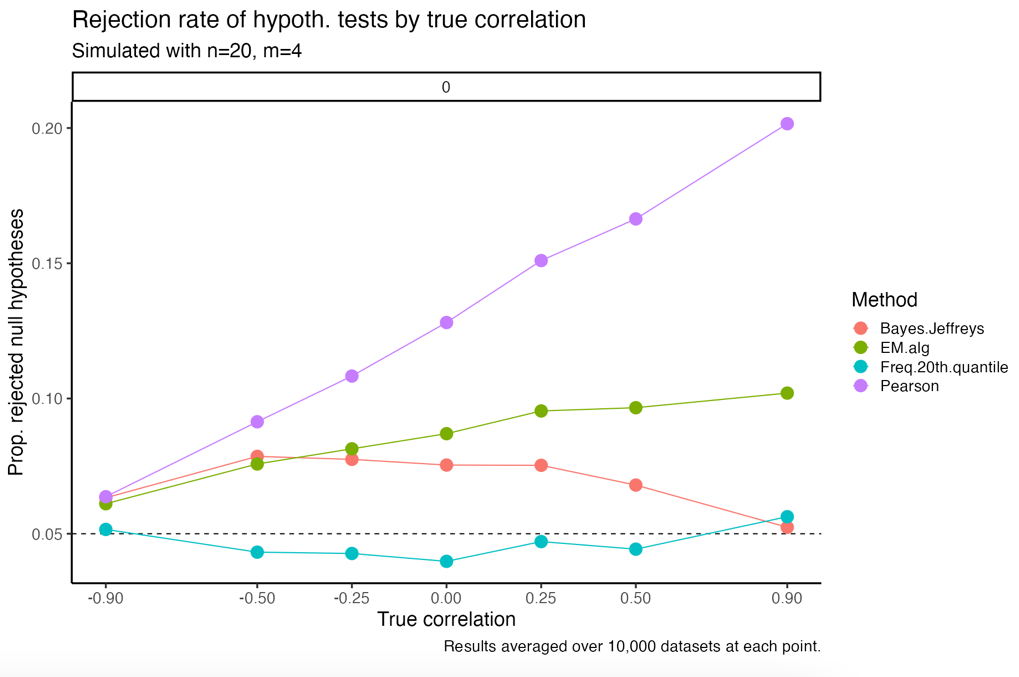 Rejection rate of hypoth. tests by true correlation
Simulated with n=20, m=4
0
Prop. rejected null hypotheses
0.20
0.15
0.10
0.05
-0.90 -0.50 -0.25 0.00 0.25 0.50 0.90
True correlation
Results averaged over 10,000 datasets at each point.
Method
Bayes.Jeffreys
EM.alg
Freq.20th.quantile
Pearson